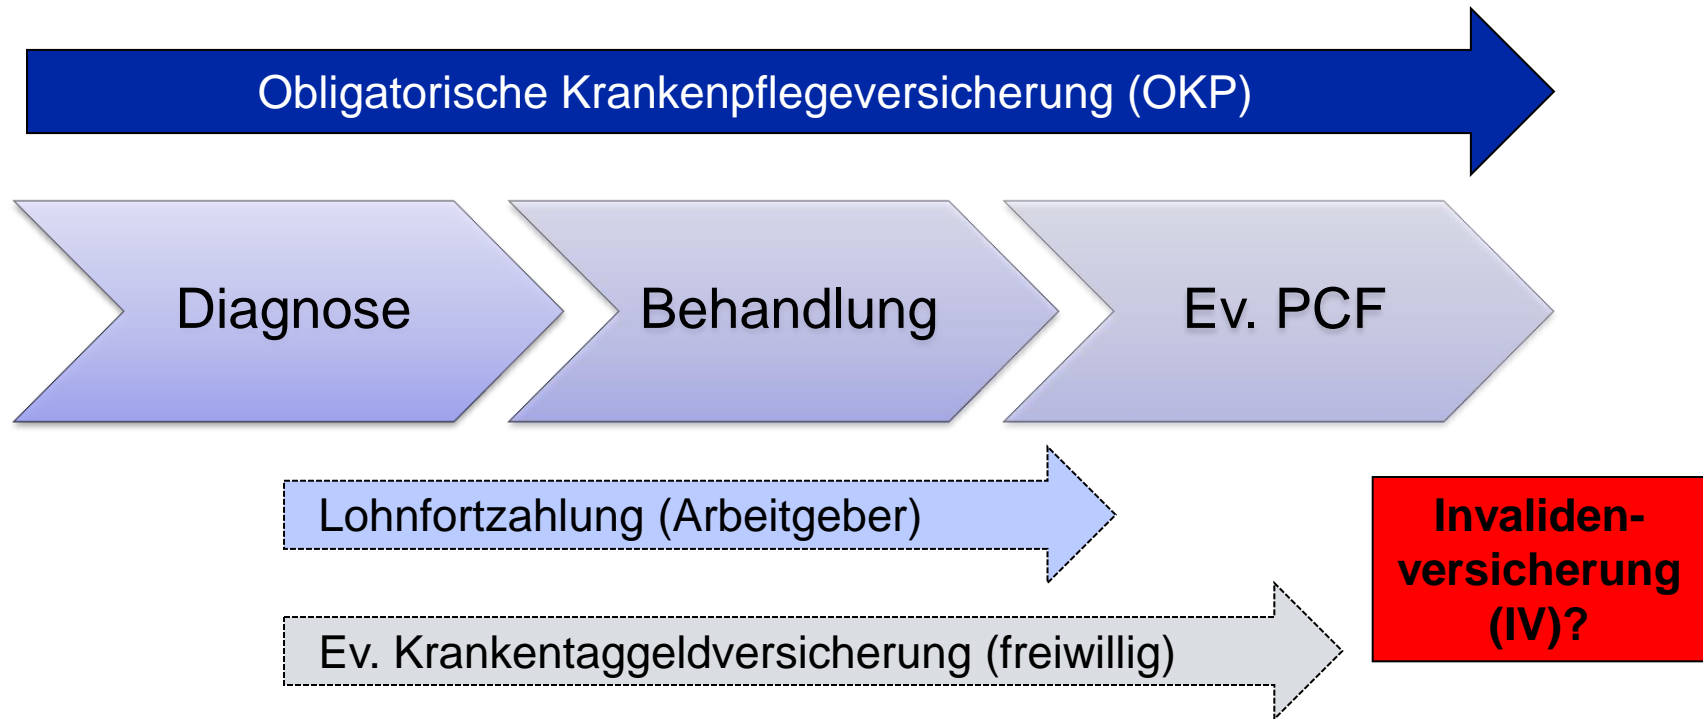 Obligatorische Krankenpflegeversicherung (OKP)
Diagnose
Behandlung
Ev. PCF
Lohnfortzahlung (Arbeitgeber)
Ev. Krankentaggeldversicherung (freiwillig)
Invaliden-
versicherung
(IV)?